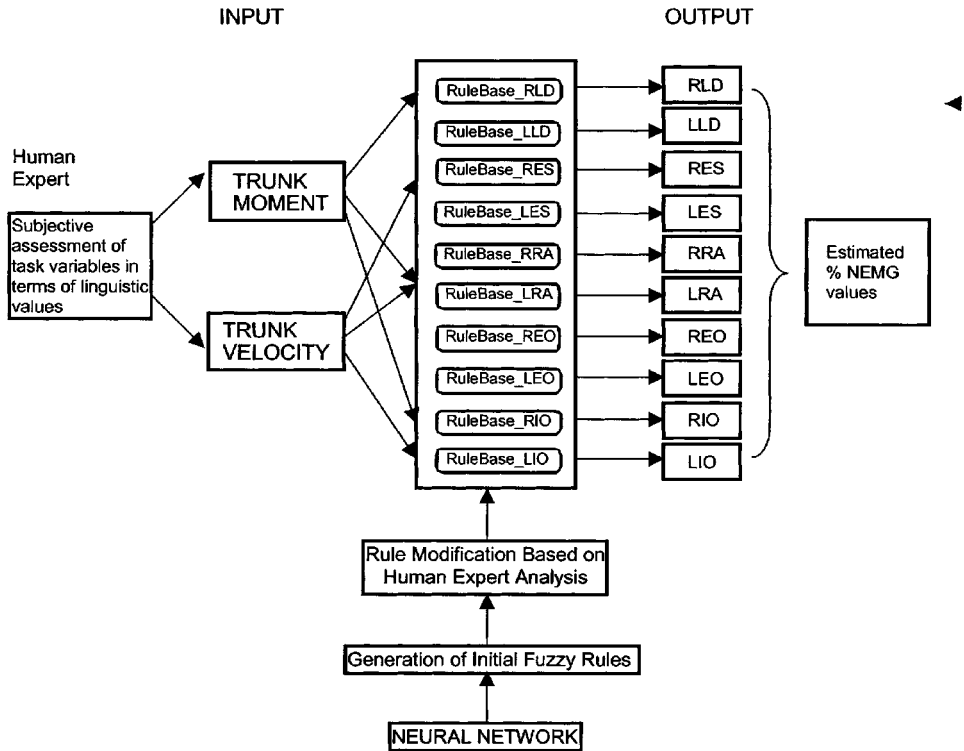 INPUT
OUTPUT
Human
Expert
Subjective
assessment of
task variables in
terms of linguistic
values
TRUNK
MOMENT
TRUNK
VELOCITY
RuleBase_RLD
RuleBase_LLD
RuleBase_RES
RuleBase_LES
RuleBase_RRA
RuleBase_LRA
RuleBase_REO
RuleBase_LEO
RuleBase_RIO
RuleBase_LIO
RLD
LLD
RES
LES
RRA
LRA
REO
LEO
RIO
LIO
Estimated
% NEMG
values
Rule Modification Based on
Human Expert Analysis
Generation of Initial Fuzzy Rules
NEURAL NETWORK